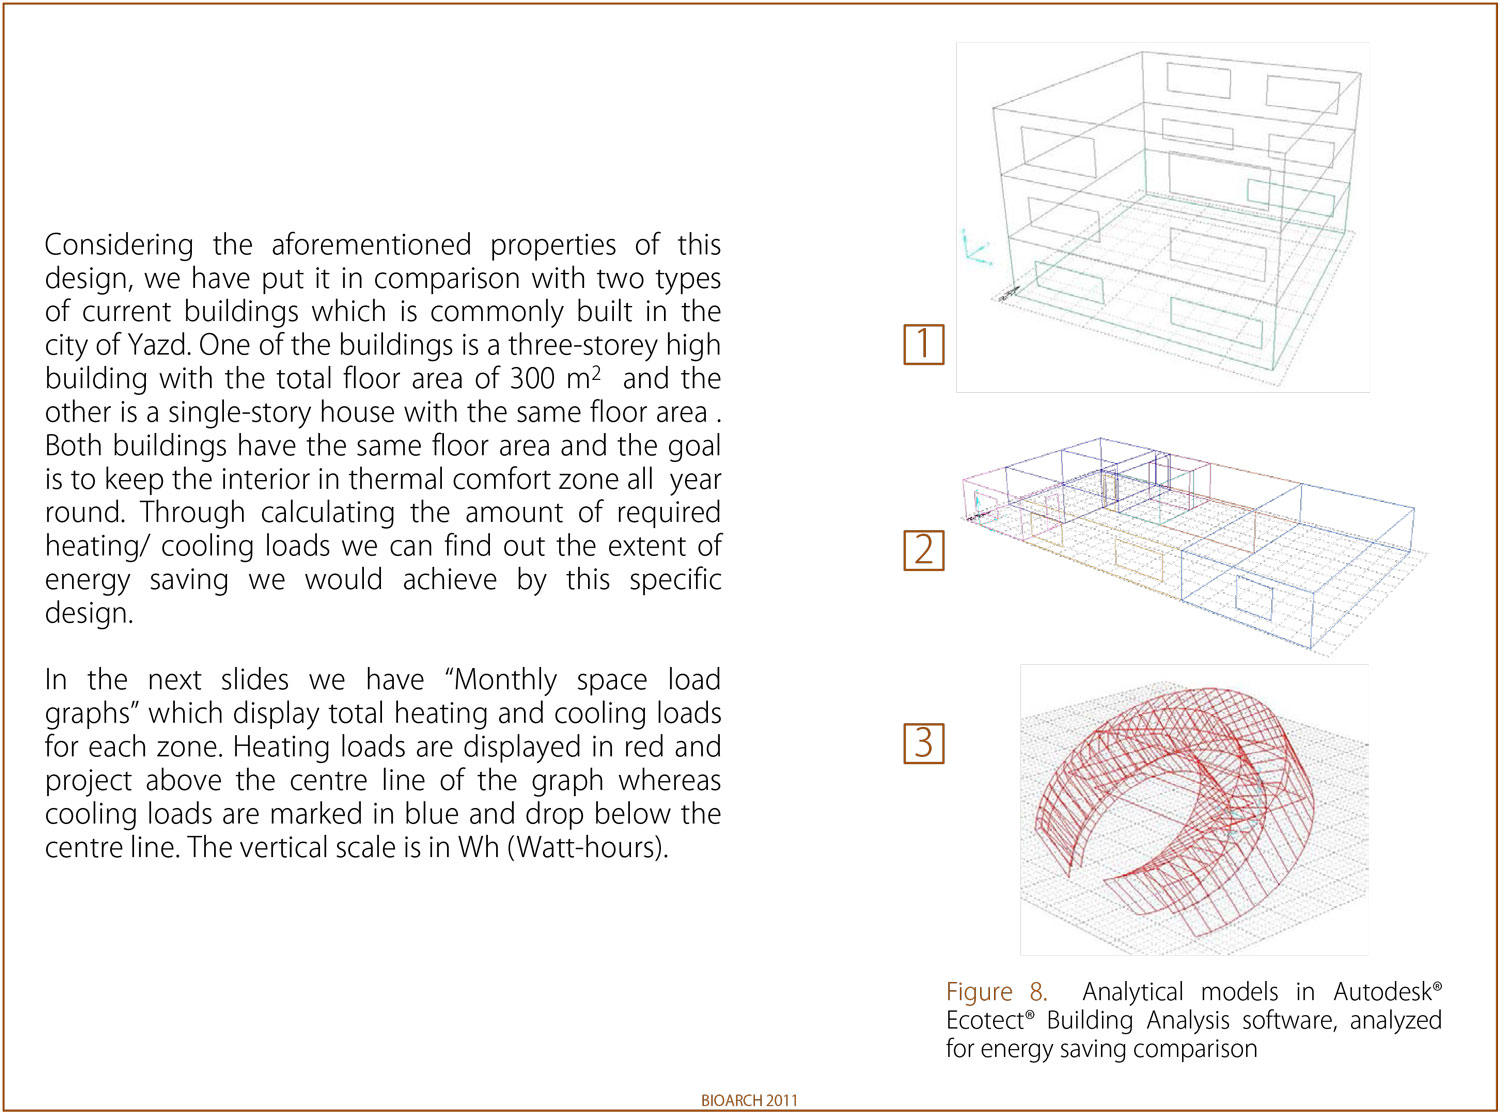 Considering the aforementioned properties of this
design, we have put it in comparison with two types
of current buildings which is commonly built in the
city of Yazd. One of the buildings is a three-storey high
building with the total floor area of 300 m2 and the
other is a single-story house with the same floor area .
Both buildings have the same floor area and the goal
is to keep the interior in thermal comfort zone all year
round. Through calculating the amount of required
heating/ cooling loads we can find out the extent of
energy saving we would achieve by this specific
design.
In the next slides we have “Monthly space load
graphs” which display total heating and cooling loads
for each zone. Heating loads are displayed in red and
project above the centre line of the graph whereas
cooling loads are marked in blue and drop below the
centre line. The vertical scale is in Wh (Watt-hours).
1
2
3
Figure 8. Analytical models in Autodesk®
Ecotect® Building Analysis software, analyzed
for energy saving comparison
BIOARCH 2011